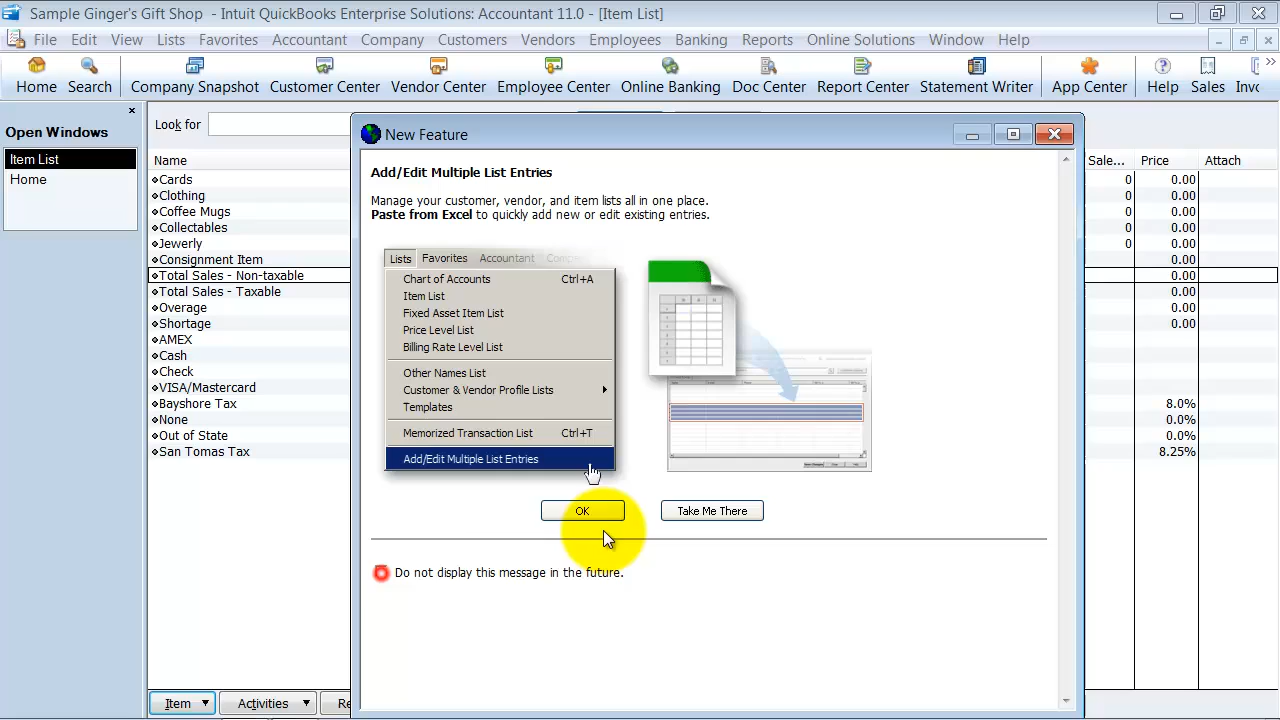 Sample Ginger's Gift Shop - Intuit QuickBooks Enterprise Solutions: Accountant 11.0 - [Item List]
File Edit View Lists Favorites Accountant Company Customers Vendors Employees Banking Reports Online Solutions Window Help
Home Search Company Snapshot Customer Center Vendor Center Employee Center Online Banking Doc Center Report Center Statement Writer App Center Help Sales Invc
Open Windows
Item List
Home
Look for
Name Sale... Price Attach
Cards 0 0.00
Clothing 0 0.00
Coffee Mugs 0 0.00
Collectables 0 0.00
Jewerly 0 0.00
Consignment Item 0.00
Total Sales - Non-taxable 0.00
Total Sales - Taxable 0.00
Overage 0.00
Shortage 0.00
AMEX
Cash
Check
VISA/Mastercard
Bayshore Tax 8.0%
None 0.0%
Out of State 0.0%
San Tomas Tax 8.25%
Item Activities Re
New Feature
Add/Edit Multiple List Entries
Manage your customer, vendor, and item lists all in one place.
Paste from Excel to quickly add new or edit existing entries.
Lists Favorites Accountant
Chart of Accounts Ctrl+A
Item List
Fixed Asset Item List
Price Level List
Billing Rate Level List
Other Names List
Customer & Vendor Profile Lists
Templates
Memorized Transaction List Ctrl+T
Add/Edit Multiple List Entries
OK Take Me There
Do not display this message in the future.